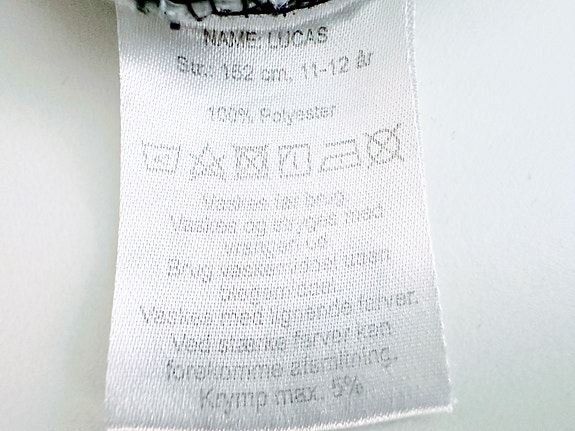 NAME: LUCAS
Str.: 152 cm. 11-12 år
100% Polyester
Vaskes før brug.
Vaskes og stryges med
vrangen ud.
Brug vaskemiddel uden
blegemiddel.
Vaskes med lignende farver.
Ved stærke farver kan
forekomme afsmitning.
Krymp max. 5%